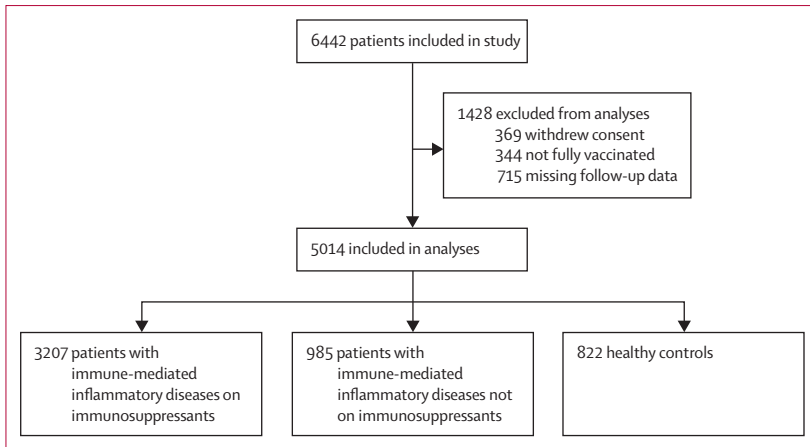 6442 patients included in study
1428 excluded from analyses
369 withdrew consent
344 not fully vaccinated
715 missing follow-up data
5014 included in analyses
3207 patients with
immune-mediated
inflammatory diseases on
immunosuppressants
985 patients with
immune-mediated
inflammatory diseases not
on immunosuppressants
822 healthy controls